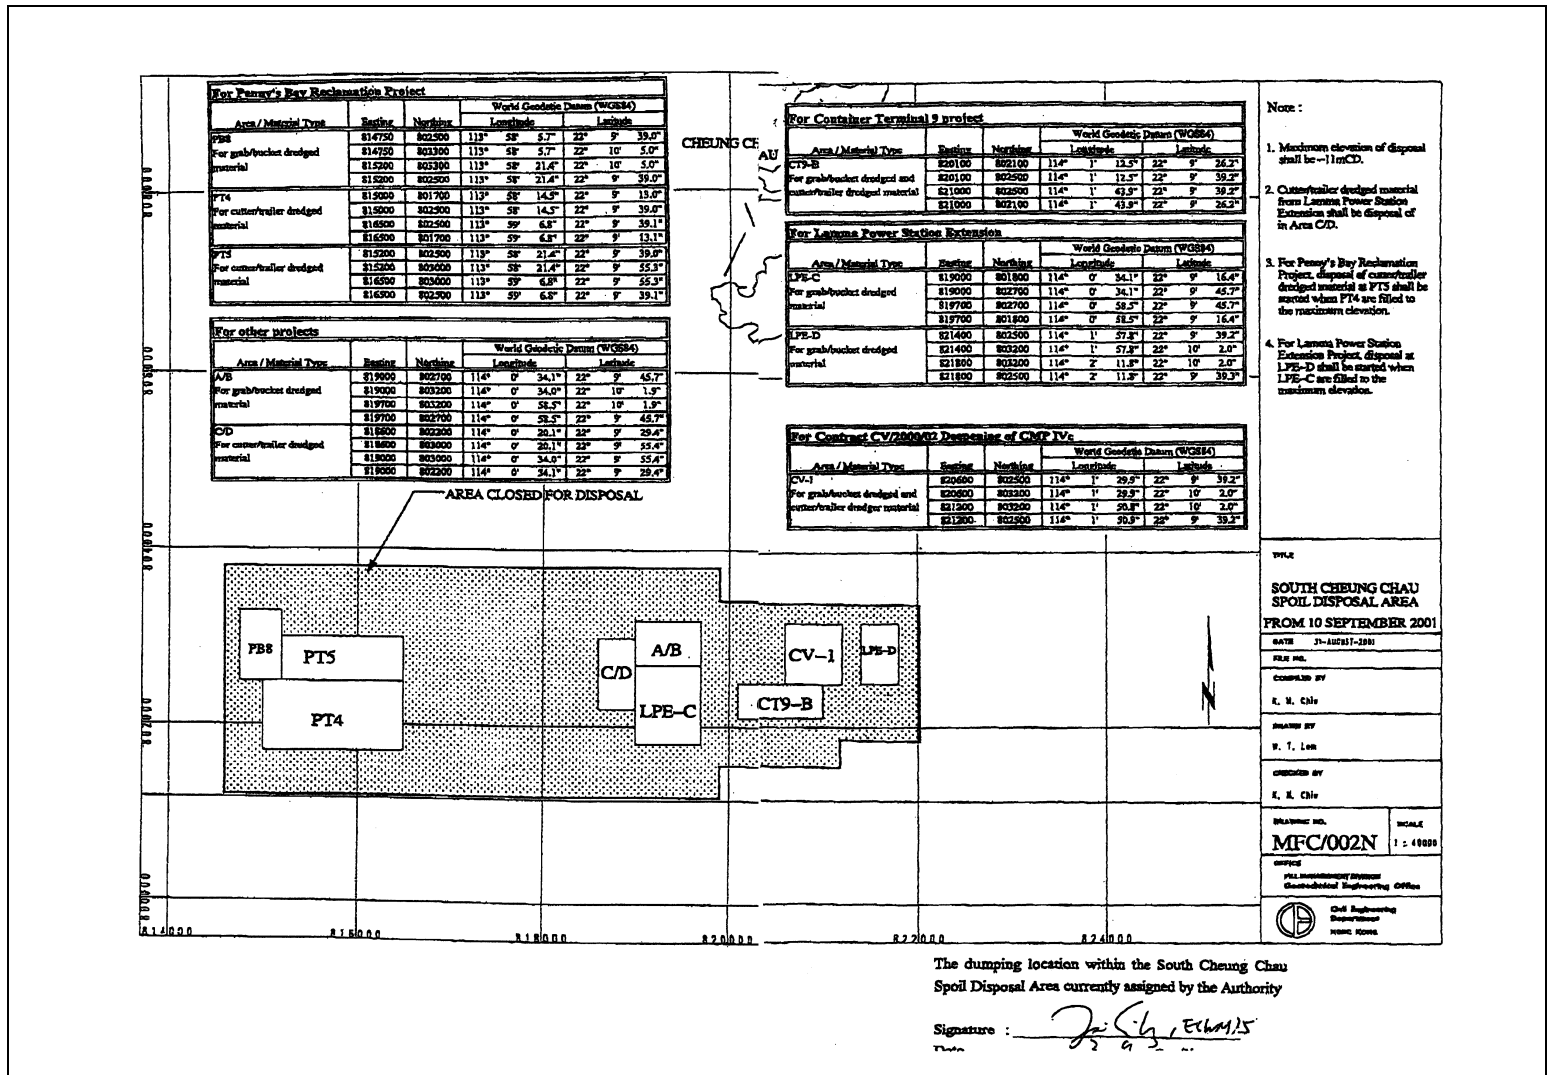 For Penny's Bay Reclamation Project
World Geodetic Datum (WGS84)
Area / Material Type Easting Northing Longitude Latitude
PB8 814750 802500 113° 58' 5.7" 22° 9' 39.0"
For grab/bucket dredged 814750 803300 113° 58' 5.7" 22° 10' 5.0"
material 815200 803300 113° 58' 21.4" 22° 10' 5.0"
815200 802500 113° 58' 21.4" 22° 9' 39.0"
PT4 815000 801700 113° 58' 14.5" 22° 9' 13.0"
For cutter/trailer dredged 815000 802500 113° 58' 14.5" 22° 9' 39.0"
material 816500 802500 113° 59' 6.8" 22° 9' 39.1"
816500 801700 113° 59' 6.8" 22° 9' 13.1"
PT5 815200 802500 113° 58' 21.4" 22° 9' 39.0"
For cutter/trailer dredged 815200 803000 113° 58' 21.4" 22° 9' 55.3"
material 816500 803000 113° 59' 6.8" 22° 9' 55.3"
816500 802500 113° 59' 6.8" 22° 9' 39.1"
For other projects
World Geodetic Datum (WGS84)
Area / Material Type Easting Northing Longitude Latitude
A/B 819000 802700 114° 0' 34.1" 22° 9' 45.7"
For grab/bucket dredged 819000 803200 114° 0' 34.0" 22° 10' 1.9"
material 819700 803200 114° 0' 58.5" 22° 10' 1.9"
819700 802700 114° 0' 58.5" 22° 9' 45.7"
C/D 818600 802200 114° 0' 20.1" 22° 9' 29.4"
For cutter/trailer dredged 818600 803000 114° 0' 20.1" 22° 9' 55.4"
material 819000 803000 114° 0' 34.0" 22° 9' 55.4"
819000 802200 114° 0' 34.1" 22° 9' 29.4"
CHEUNG CH
AU
For Container Terminal 9 project
World Geodetic Datum (WGS84)
Area / Material Type Easting Northing Longitude Latitude
CT9-B 820100 802100 114° 1' 12.5" 22° 9' 26.2"
For grab/bucket dredged and 820100 802500 114° 1' 12.5" 22° 9' 39.2"
cutter/trailer dredged material 821000 802500 114° 1' 43.9" 22° 9' 39.2"
821000 802100 114° 1' 43.9" 22° 9' 26.2"
For Lamma Power Station Extension
World Geodetic Datum (WGS84)
Area / Material Type Easting Northing Longitude Latitude
LPE-C 819000 801800 114° 0' 34.1" 22° 9' 16.4"
For grab/bucket dredged 819000 802700 114° 0' 34.1" 22° 9' 45.7"
material 819700 802700 114° 0' 58.5" 22° 9' 45.7"
819700 801800 114° 0' 58.5" 22° 9' 16.4"
LPE-D 821400 802500 114° 1' 57.8" 22° 9' 39.2"
For grab/bucket dredged 821400 803200 114° 1' 57.8" 22° 10' 2.0"
material 821800 803200 114° 2' 11.8" 22° 10' 2.0"
821800 802500 114° 2' 11.8" 22° 9' 39.3"
For Contract CV/2000/02 Deepening of CMP IVc
World Geodetic Datum (WGS84)
Area / Material Type Easting Northing Longitude Latitude
CV-1 820600 802500 114° 1' 29.9" 22° 9' 39.2"
For grab/bucket dredged and 820600 803200 114° 1' 29.9" 22° 10' 2.0"
cutter/trailer dredger material 821200 803200 114° 1' 50.8" 22° 10' 2.0"
821200 802500 114° 1' 50.9" 22° 9' 39.2"
Note :
1. Maximum elevation of disposal
shall be -11mCD.
2. Cutter/trailer dredged material
from Lamma Power Station
Extension shall be disposal of
in Area C/D.
3. For Penny's Bay Reclamation
Project, disposal of cutter/trailer
dredged material at PT5 shall be
started when PT4 are filled to
the maximum elevation.
4. For Lamma Power Station
Extension Project, disposal at
LPE-D shall be started when
LPE-C are filled to the
maximum elevation.
AREA CLOSED FOR DISPOSAL
PB8
PT5
PT4
C/D
A/B
LPE-C
CV-1
LPE-D
CT9-B
808000
806000
804000
802000
800000
814000
816000
818000
820000
822000
824000
TITLE
SOUTH CHEUNG CHAU
SPOIL DISPOSAL AREA
FROM 10 SEPTEMBER 2001
DATE 31-AUGUST-2001
FILE NO.
COMPILED BY
K. M. Chiu
DRAWN BY
W. T. Lam
CHECKED BY
K. M. Chiu
DRAWING NO.
MFC/002N
SCALE
1 : 40000
OFFICE
FILL MANAGEMENT DIVISION
Geotechnical Engineering Office
Civil Engineering
Department
HONG KONG
The dumping location within the South Cheung Chau
Spoil Disposal Area currently assigned by the Authority
Signature :
Date